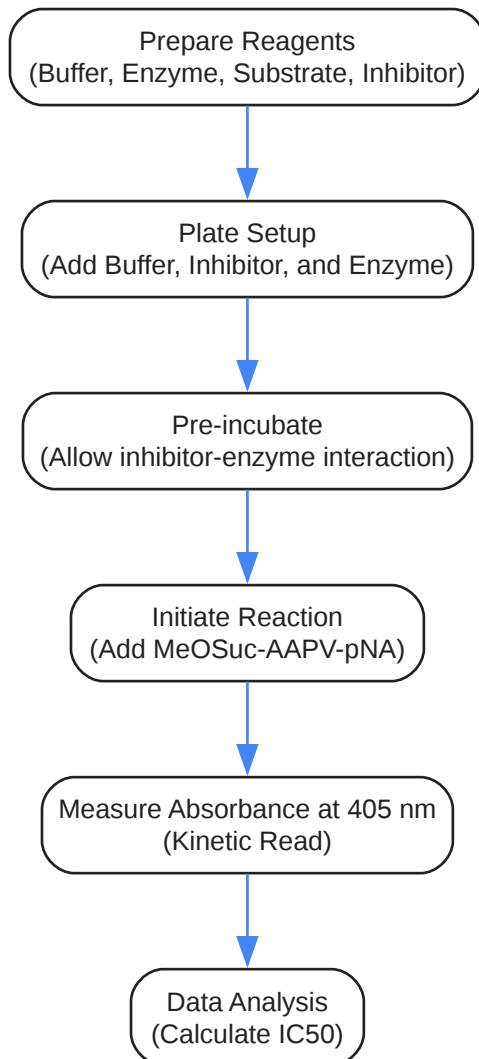 Prepare Reagents
(Buffer, Enzyme, Substrate, Inhibitor)
Plate Setup
(Add Buffer, Inhibitor, and Enzyme)
Pre-incubate
(Allow inhibitor-enzyme interaction)
Initiate Reaction
(Add MeOSuc-AAPV-pNA)
Measure Absorbance at 405 nm
(Kinetic Read)
Data Analysis
(Calculate IC50)